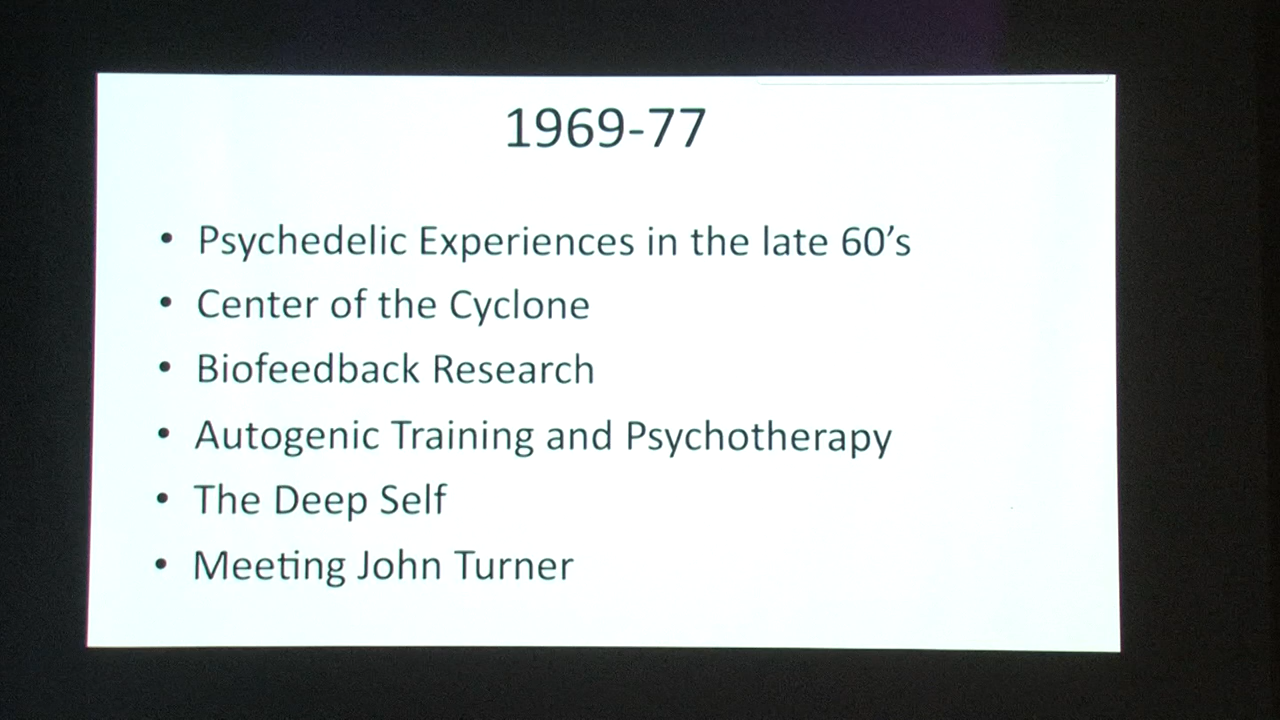 1969-77
• Psychedelic Experiences in the late 60's
• Center of the Cyclone
• Biofeedback Research
• Autogenic Training and Psychotherapy
• The Deep Self
• Meeting John Turner